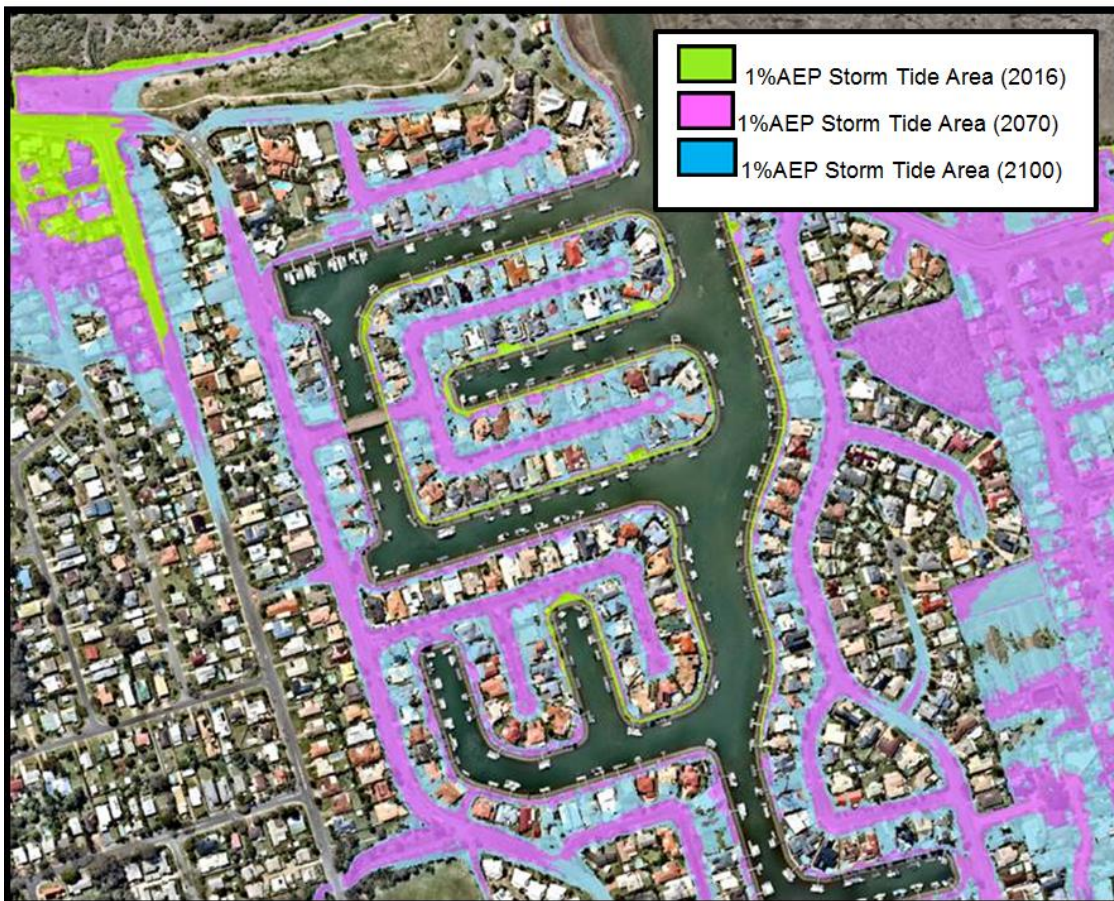 1%AEP Storm Tide Area (2016)
1%AEP Storm Tide Area (2070)
1%AEP Storm Tide Area (2100)